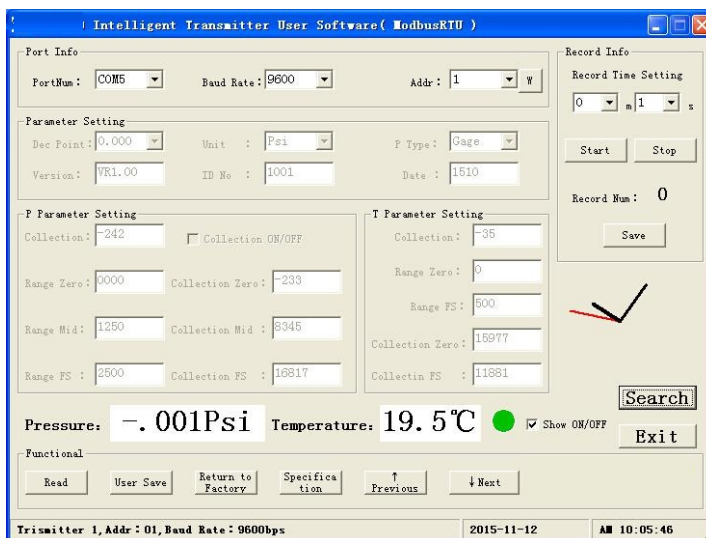 Intelligent Transmitter User Software( ModbusRTU )
Port Info
PortNum: COM5 Baud Rate:9600 Addr: 1 W
Parameter Setting
Dec Point:0.000 Unit : Psi P Type: Gage
Version: VR1.00 ID No : 1001 Date : 1510
P Parameter Setting
Collection: -242 Collection ON/OFF
Range Zero: 0000 Collection Zero: -233
Range Mid: 1250 Collection Mid : 8345
Range FS : 2500 Collection FS : 16817
T Parameter Setting
Collection: -35
Range Zero: 0
Range FS: 500
Collection Zero: 15977
Collectin FS : 11881
Record Info
Record Time Setting
0 m 1 s
Start Stop
Record Num: 0
Save
Search
Exit
Pressure: -.001Psi Temperature: 19.5℃ Show ON/OFF
Functional
Read User Save Return to Factory Specification ↑ Previous ↓Next
Trismitter 1,Addr:01,Baud Rate:9600bps 2015-11-12 AM 10:05:46